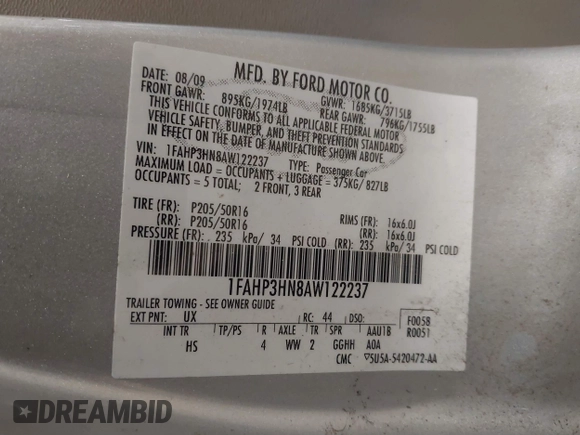 MFD. BY FORD MOTOR CO.
DATE: 08/09 GVWR: 1685KG/3715LB
FRONT GAWR: 895KG/1974LB REAR GAWR: 796KG/1755LB
THIS VEHICLE CONFORMS TO ALL APPLICABLE FEDERAL MOTOR
VEHICLE SAFETY, BUMPER, AND THEFT PREVENTION STANDARDS
IN EFFECT ON THE DATE OF MANUFACTURE SHOWN ABOVE.
VIN: 1FAHP3HN8AW122237 TYPE: Passenger Car
MAXIMUM LOAD = OCCUPANTS + LUGGAGE = 375KG/827LB
OCCUPANTS = 5 TOTAL; 2 FRONT, 3 REAR
TIRE (FR): P205/50R16 RIMS (FR): 16x6.0J
(RR): P205/50R16 (RR): 16x6.0J
PRESSURE (FR): 235 kPa/ 34 PSI COLD (RR): 235 kPa/ 34 PSI COLD
1FAHP3HN8AW122237
TRAILER TOWING - SEE OWNER GUIDE
EXT PNT: UX RC: 44 DSO: F0058
R0051
INT TR TP/PS R AXLE TR SPR AAU1B
HS 4 WW 2 GGHH A0A
CMC 5U5A-5420472-AA
DREAMBID